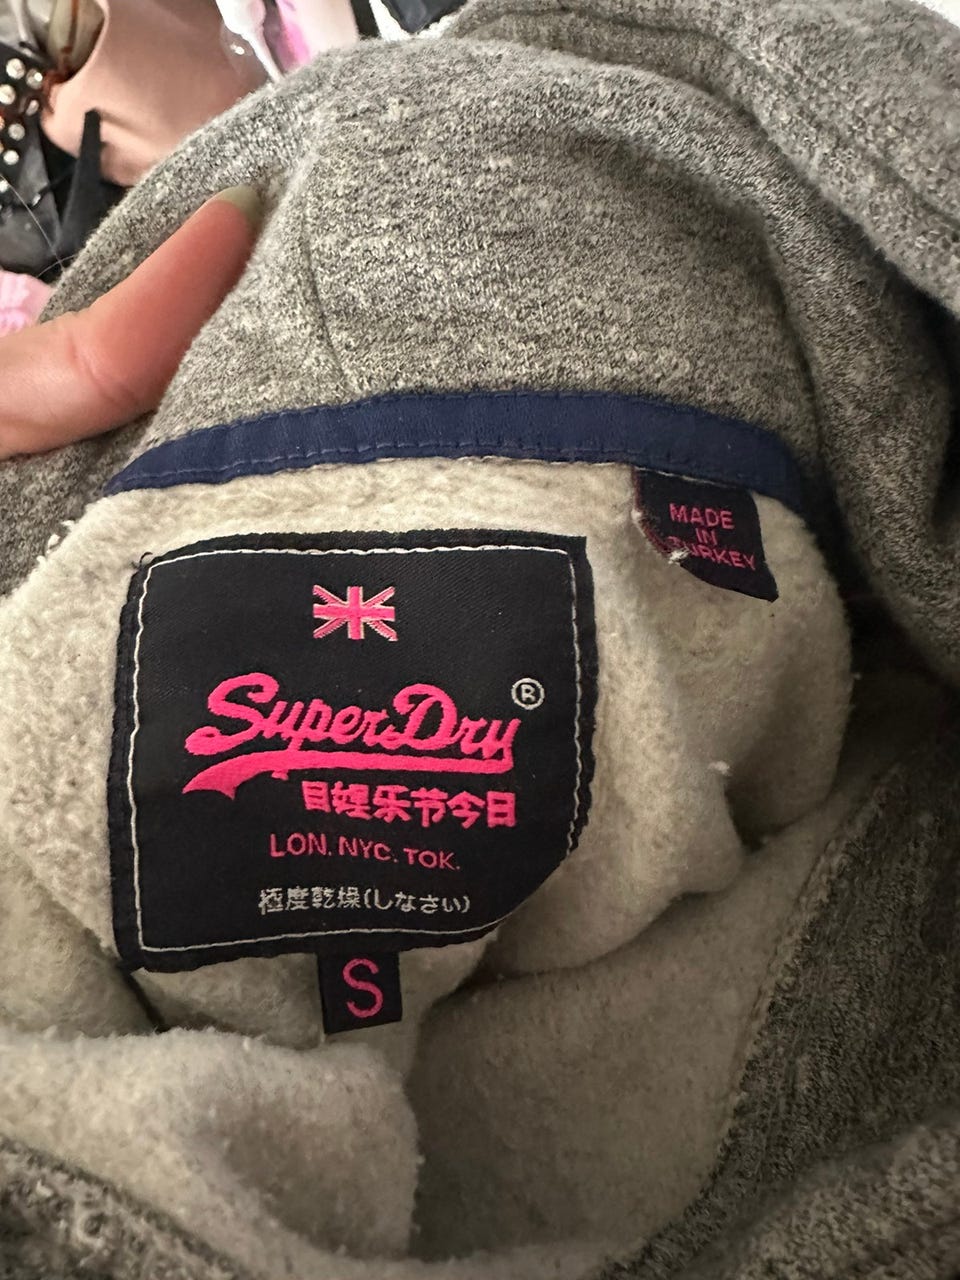 MADE
IN
TURKEY
SuperDry®
目娌乐节今日
LON. NYC. TOK.
極度乾燥(しなさい)
S